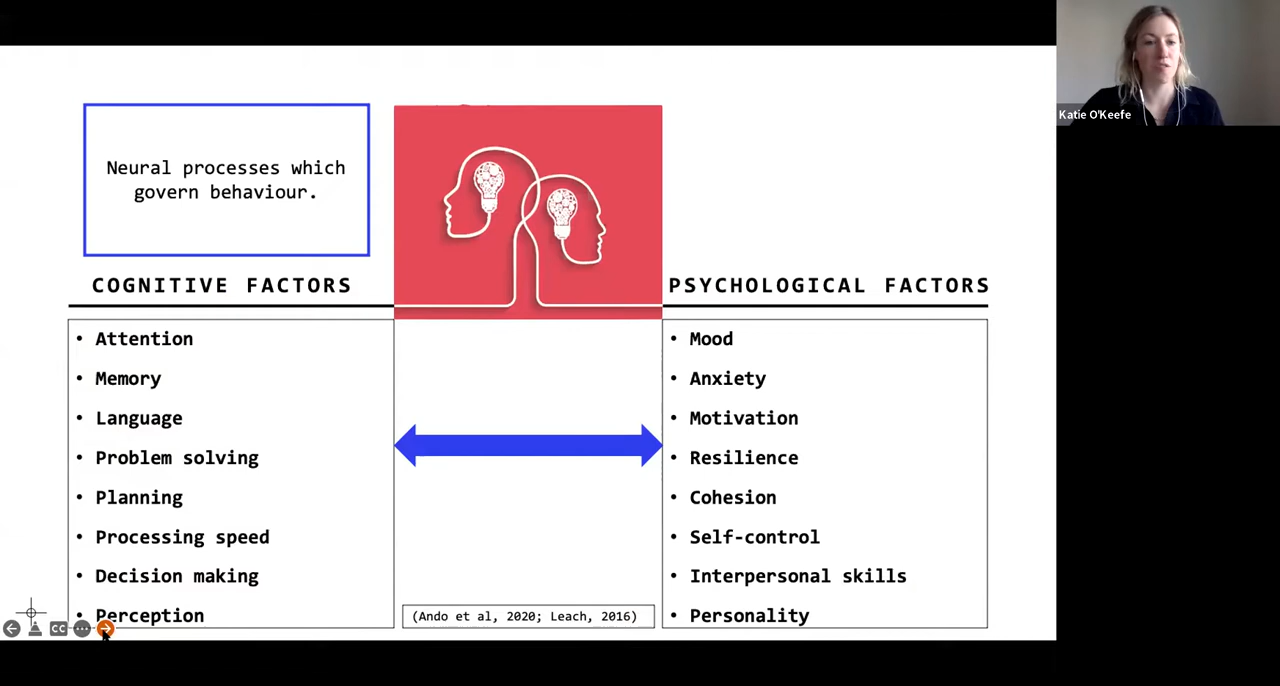 Neural processes which
govern behaviour.
COGNITIVE FACTORS
• Attention
• Memory
• Language
• Problem solving
• Planning
• Processing speed
• Decision making
• Perception
CC
(Ando et al, 2020; Leach, 2016)
PSYCHOLOGICAL FACTORS
• Mood
• Anxiety
• Motivation
• Resilience
• Cohesion
• Self-control
• Interpersonal skills
• Personality
Katie O'Keefe